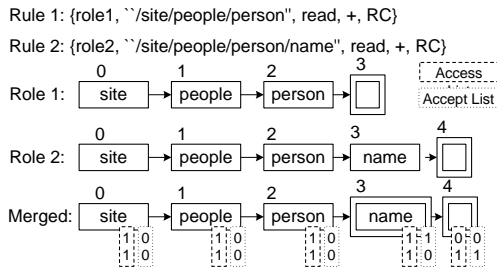 Rule 1: {role1, ``/site/people/person'', read, +, RC}
Rule 2: {role2, ``/site/people/person/name'', read, +, RC}
0 1 2 3
Role 1: site people person
Access
Accept List
0 1 2 3 4
Role 2: site people person name
0 1 2 3 4
Merged: site people person name
1 0 1 0 1 0 1 1 0 0
1 0 1 0 1 0 1 0 1 1